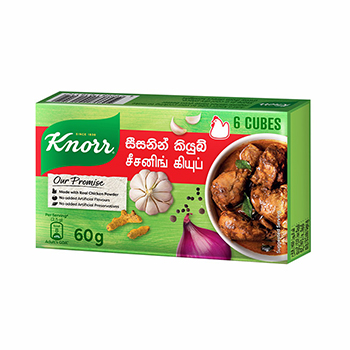 6 CUBES
SINCE 1838
Knorr
සීසනින් කියුබ්
சீசனிங் கியுப்
Our Promise
Made with Real Chicken Powder
No added Artificial Flavours
No added Artificial Preservatives
60g